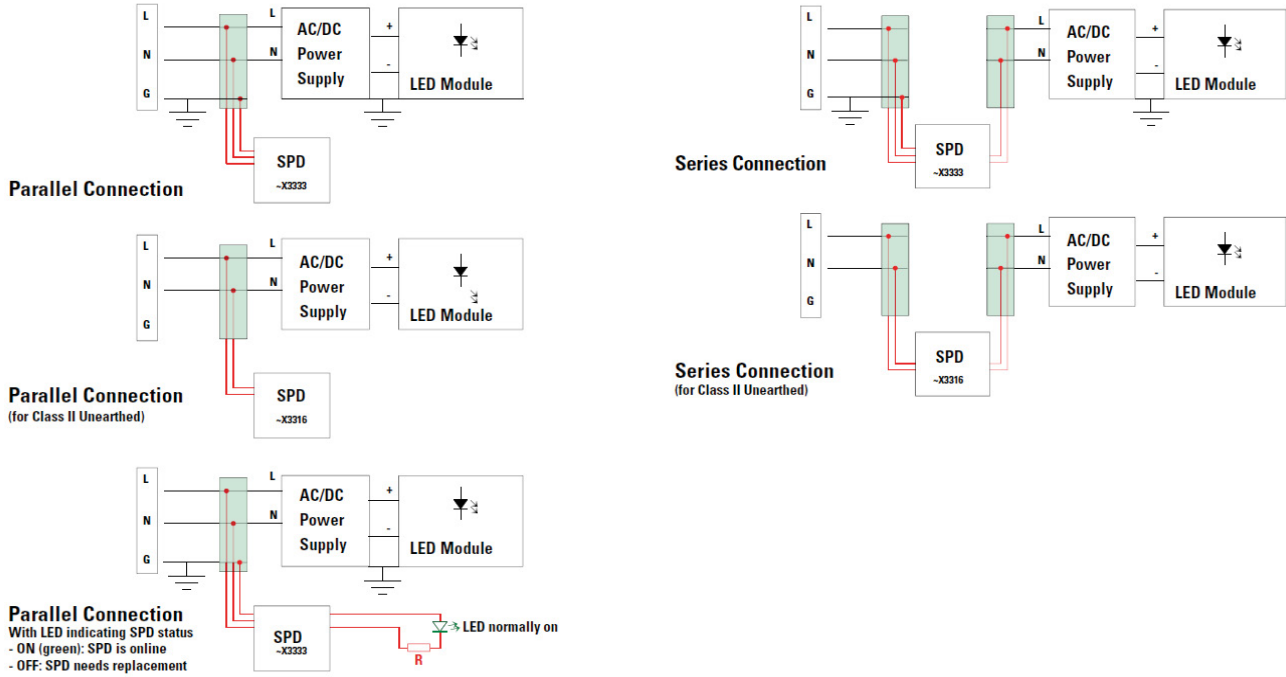 L
N
G
L
N
AC/DC
Power
Supply
+
-
LED Module
SPD
~X3333
Parallel Connection
L
N
G
L
N
AC/DC
Power
Supply
+
-
LED Module
SPD
~X3333
Series Connection
L
N
G
L
N
AC/DC
Power
Supply
+
-
LED Module
SPD
~X3316
Parallel Connection
(for Class II Unearthed)
L
N
G
L
N
AC/DC
Power
Supply
+
-
LED Module
SPD
~X3316
Series Connection
(for Class II Unearthed)
L
N
G
L
N
AC/DC
Power
Supply
+
-
LED Module
SPD
~X3333
LED normally on
R
Parallel Connection
With LED indicating SPD status
- ON (green): SPD is online
- OFF: SPD needs replacement